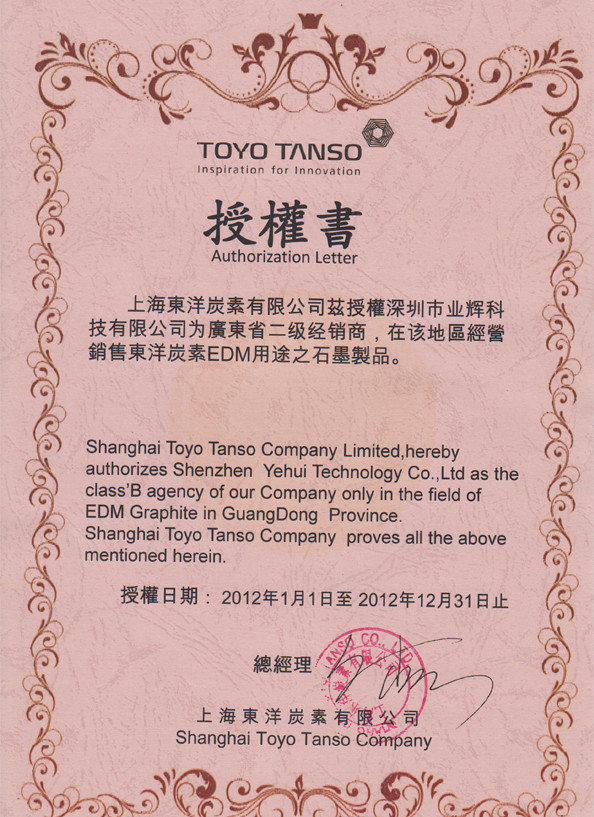 TOYO TANSO
Inspiration for Innovation
授權書
Authorization Letter
上海東洋炭素有限公司茲授權深圳市业辉科
技有限公司为廣東省二级经销商，在该地區經營
銷售東洋炭素EDM用途之石墨製品。
Shanghai Toyo Tanso Company Limited,hereby
authorizes Shenzhen Yehui Technology Co.,Ltd as the
class'B agency of our Company only in the field of
EDM Graphite in GuangDong Province.
Shanghai Toyo Tanso Company proves all the above
mentioned herein.
授權日期： 2012年1月1日至 2012年12月31日止
總經理
TANSO CO., LTD.
上海東洋炭素有限公司
Shanghai Toyo Tanso Company